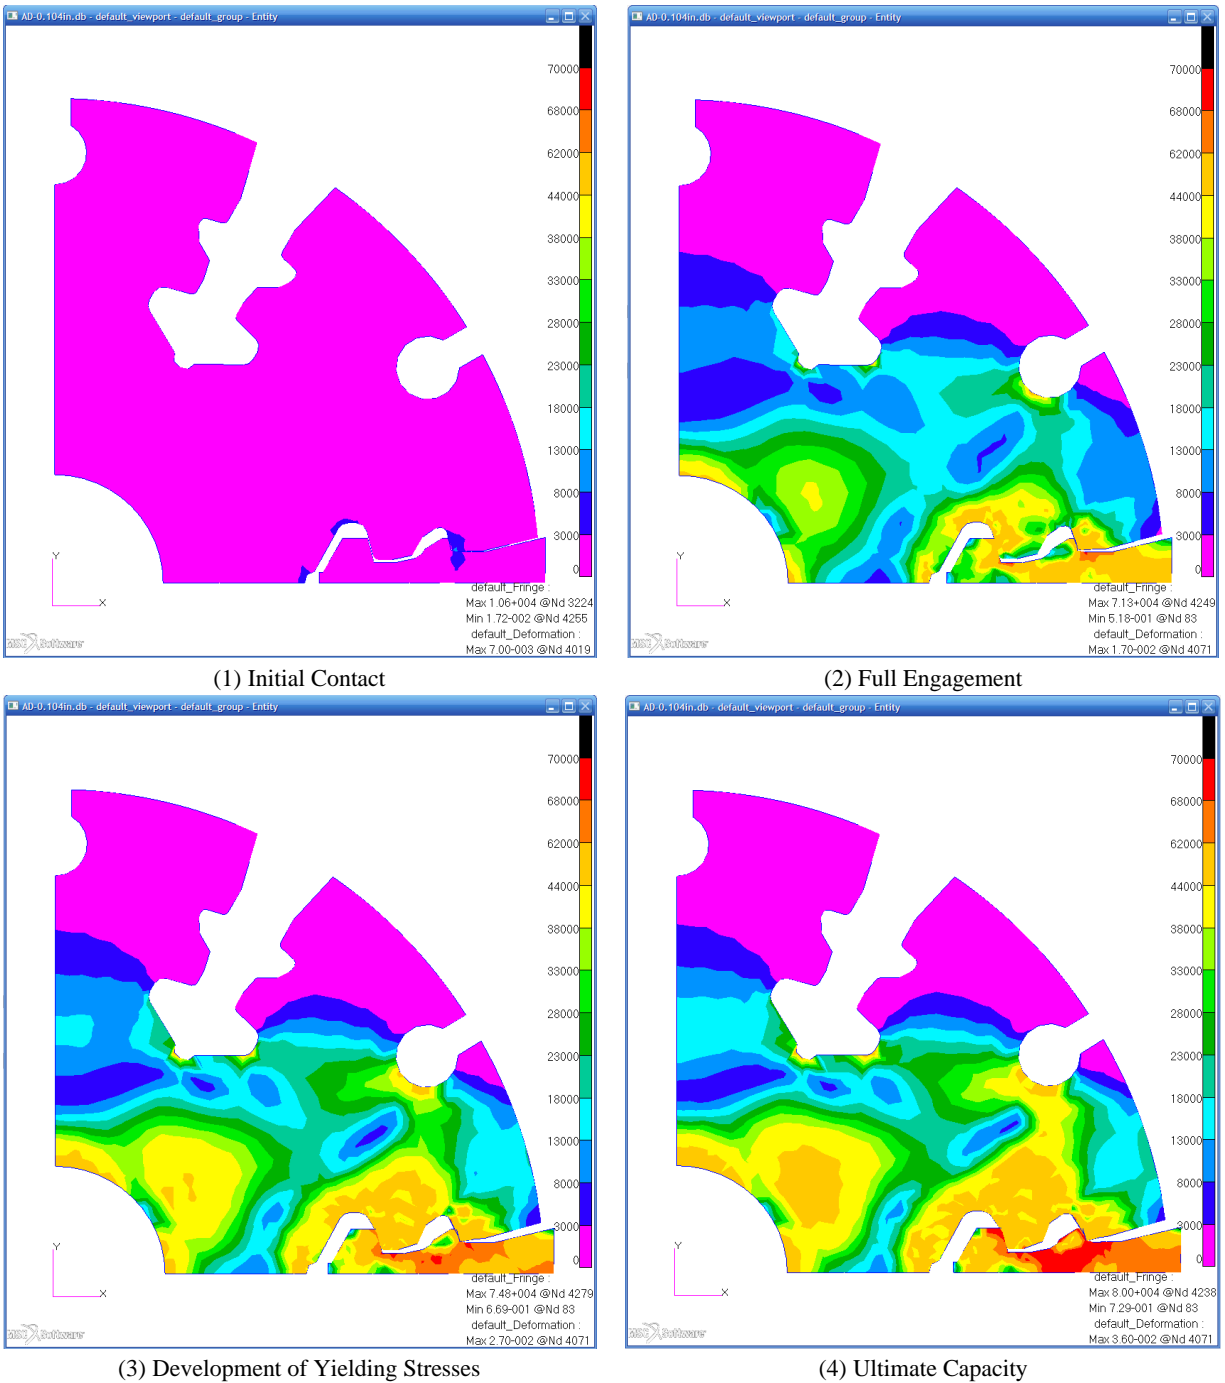 AD-0.104in.db - default_viewport - default_group - Entity
70000
68000
62000
44000
38000
33000
28000
23000
18000
13000
8000
3000
0
Y
X
default_Fringe :
Max 1.06+004 @Nd 3224
Min 1.72-002 @Nd 4255
default_Deformation :
Max 7.00-003 @Nd 4019
MSC Software
(1) Initial Contact
AD-0.104in.db - default_viewport - default_group - Entity
70000
68000
62000
44000
38000
33000
28000
23000
18000
13000
8000
3000
0
Y
X
default_Fringe :
Max 7.13+004 @Nd 4249
Min 5.18-001 @Nd 83
default_Deformation :
Max 1.70-002 @Nd 4071
MSC Software
(2) Full Engagement
AD-0.104in.db - default_viewport - default_group - Entity
70000
68000
62000
44000
38000
33000
28000
23000
18000
13000
8000
3000
0
Y
X
default_Fringe :
Max 7.48+004 @Nd 4279
Min 6.69-001 @Nd 83
default_Deformation :
Max 2.70-002 @Nd 4071
MSC Software
(3) Development of Yielding Stresses
AD-0.104in.db - default_viewport - default_group - Entity
70000
68000
62000
44000
38000
33000
28000
23000
18000
13000
8000
3000
0
Y
X
default_Fringe :
Max 8.00+004 @Nd 4238
Min 7.29-001 @Nd 83
default_Deformation :
Max 3.60-002 @Nd 4071
MSC Software
(4) Ultimate Capacity